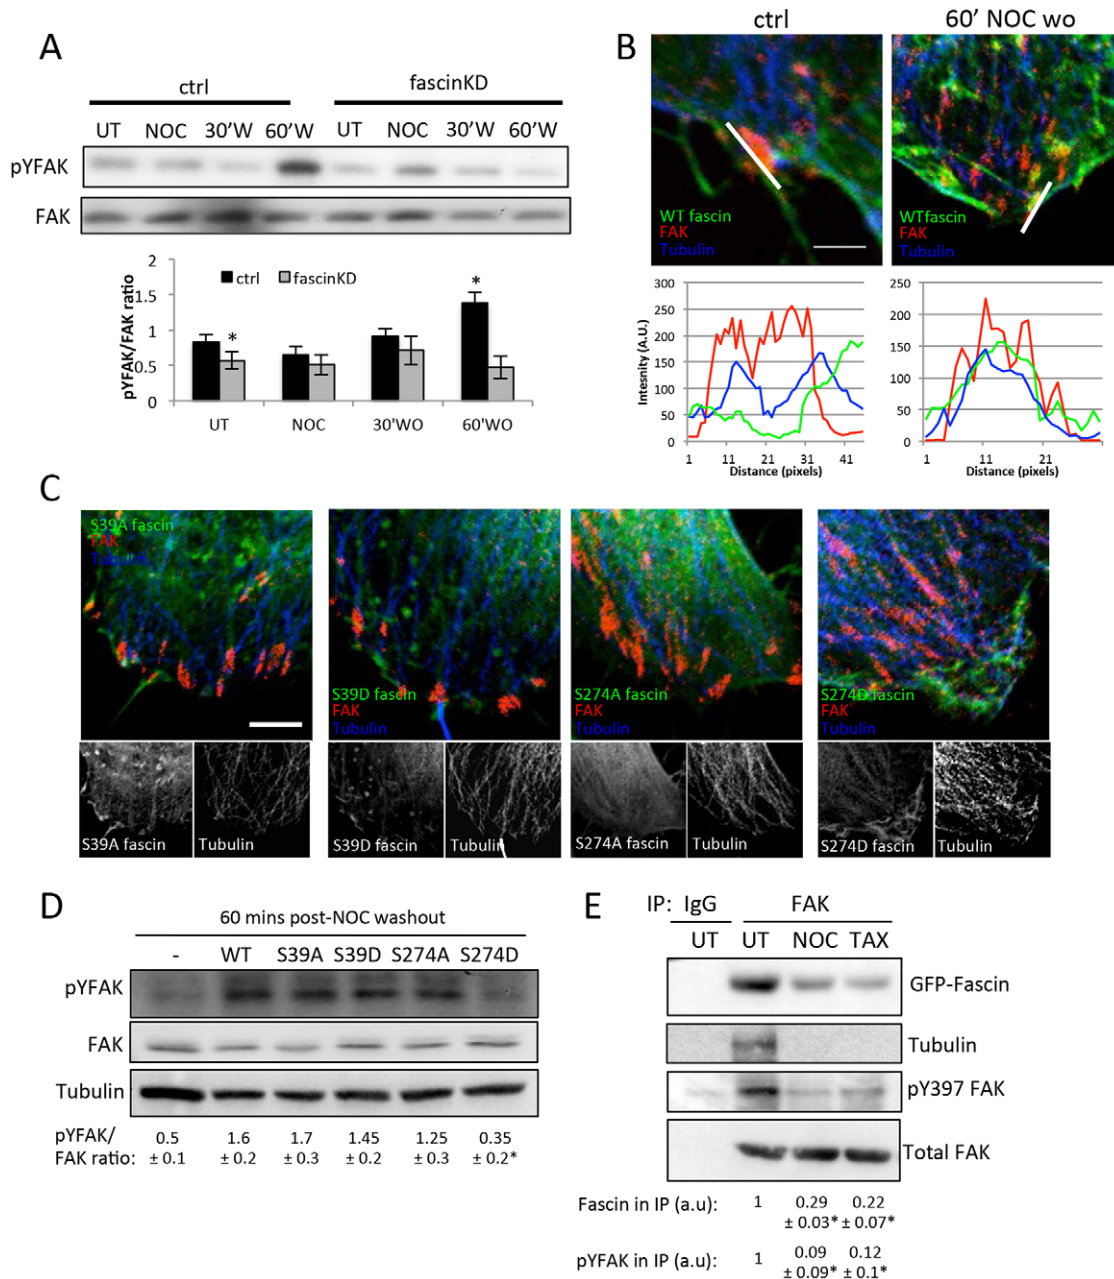 A
ctrl
fascinKD
UT NOC 30'W 60'W UT NOC 30'W 60'W
pYFAK
FAK
pYFAK/FAK ratio
2
1.5
1
0.5
0
ctrl fascinKD
*
*
UT NOC 30'WO 60'WO
B
ctrl
60' NOC wo
WT fascin
FAK
Tubulin
WTfascin
FAK
Tubulin
Intesnity (A.U.)
300
250
200
150
100
50
0
1 11 21 31 41
Distance (pixels)
250
200
150
100
50
0
1 11 21
Distance (pixels)
C
S39A fascin
FAK
Tubulin
S39D fascin
FAK
Tubulin
S274A fascin
FAK
Tubulin
S274D fascin
FAK
Tubulin
S39A fascin Tubulin
S39D fascin Tubulin
S274A fascin Tubulin
S274D fascin Tubulin
D
60 mins post-NOC washout
- WT S39A S39D S274A S274D
pYFAK
FAK
Tubulin
pYFAK/ 0.5 1.6 1.7 1.45 1.25 0.35
FAK ratio: ± 0.1 ± 0.2 ± 0.3 ± 0.2 ± 0.3 ± 0.2*
E
IP: IgG FAK
UT UT NOC TAX
GFP-Fascin
Tubulin
pY397 FAK
Total FAK
Fascin in IP (a.u): 1 0.29 0.22
± 0.03* ± 0.07*
pYFAK in IP (a.u): 1 0.09 0.12
± 0.09* ± 0.1*